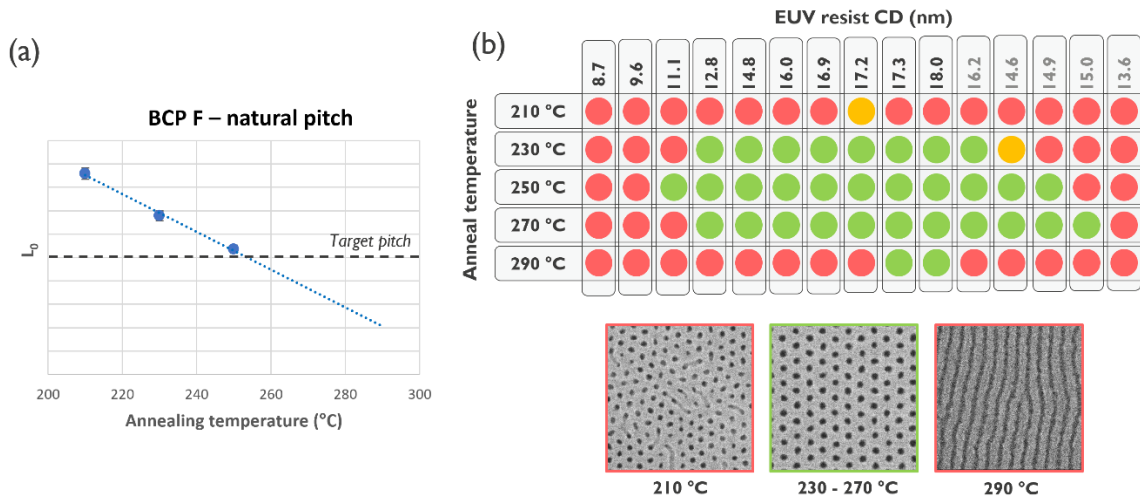 (a)
BCP F – natural pitch
L0
Target pitch
200 220 240 260 280 300
Annealing temperature (°C)
(b)
EUV resist CD (nm)
8.7 9.6 11.1 12.8 14.8 16.0 16.9 17.2 17.3 18.0 16.2 14.6 14.9 15.0 13.6
Anneal temperature
210 °C
230 °C
250 °C
270 °C
290 °C
210 °C 230 - 270 °C 290 °C